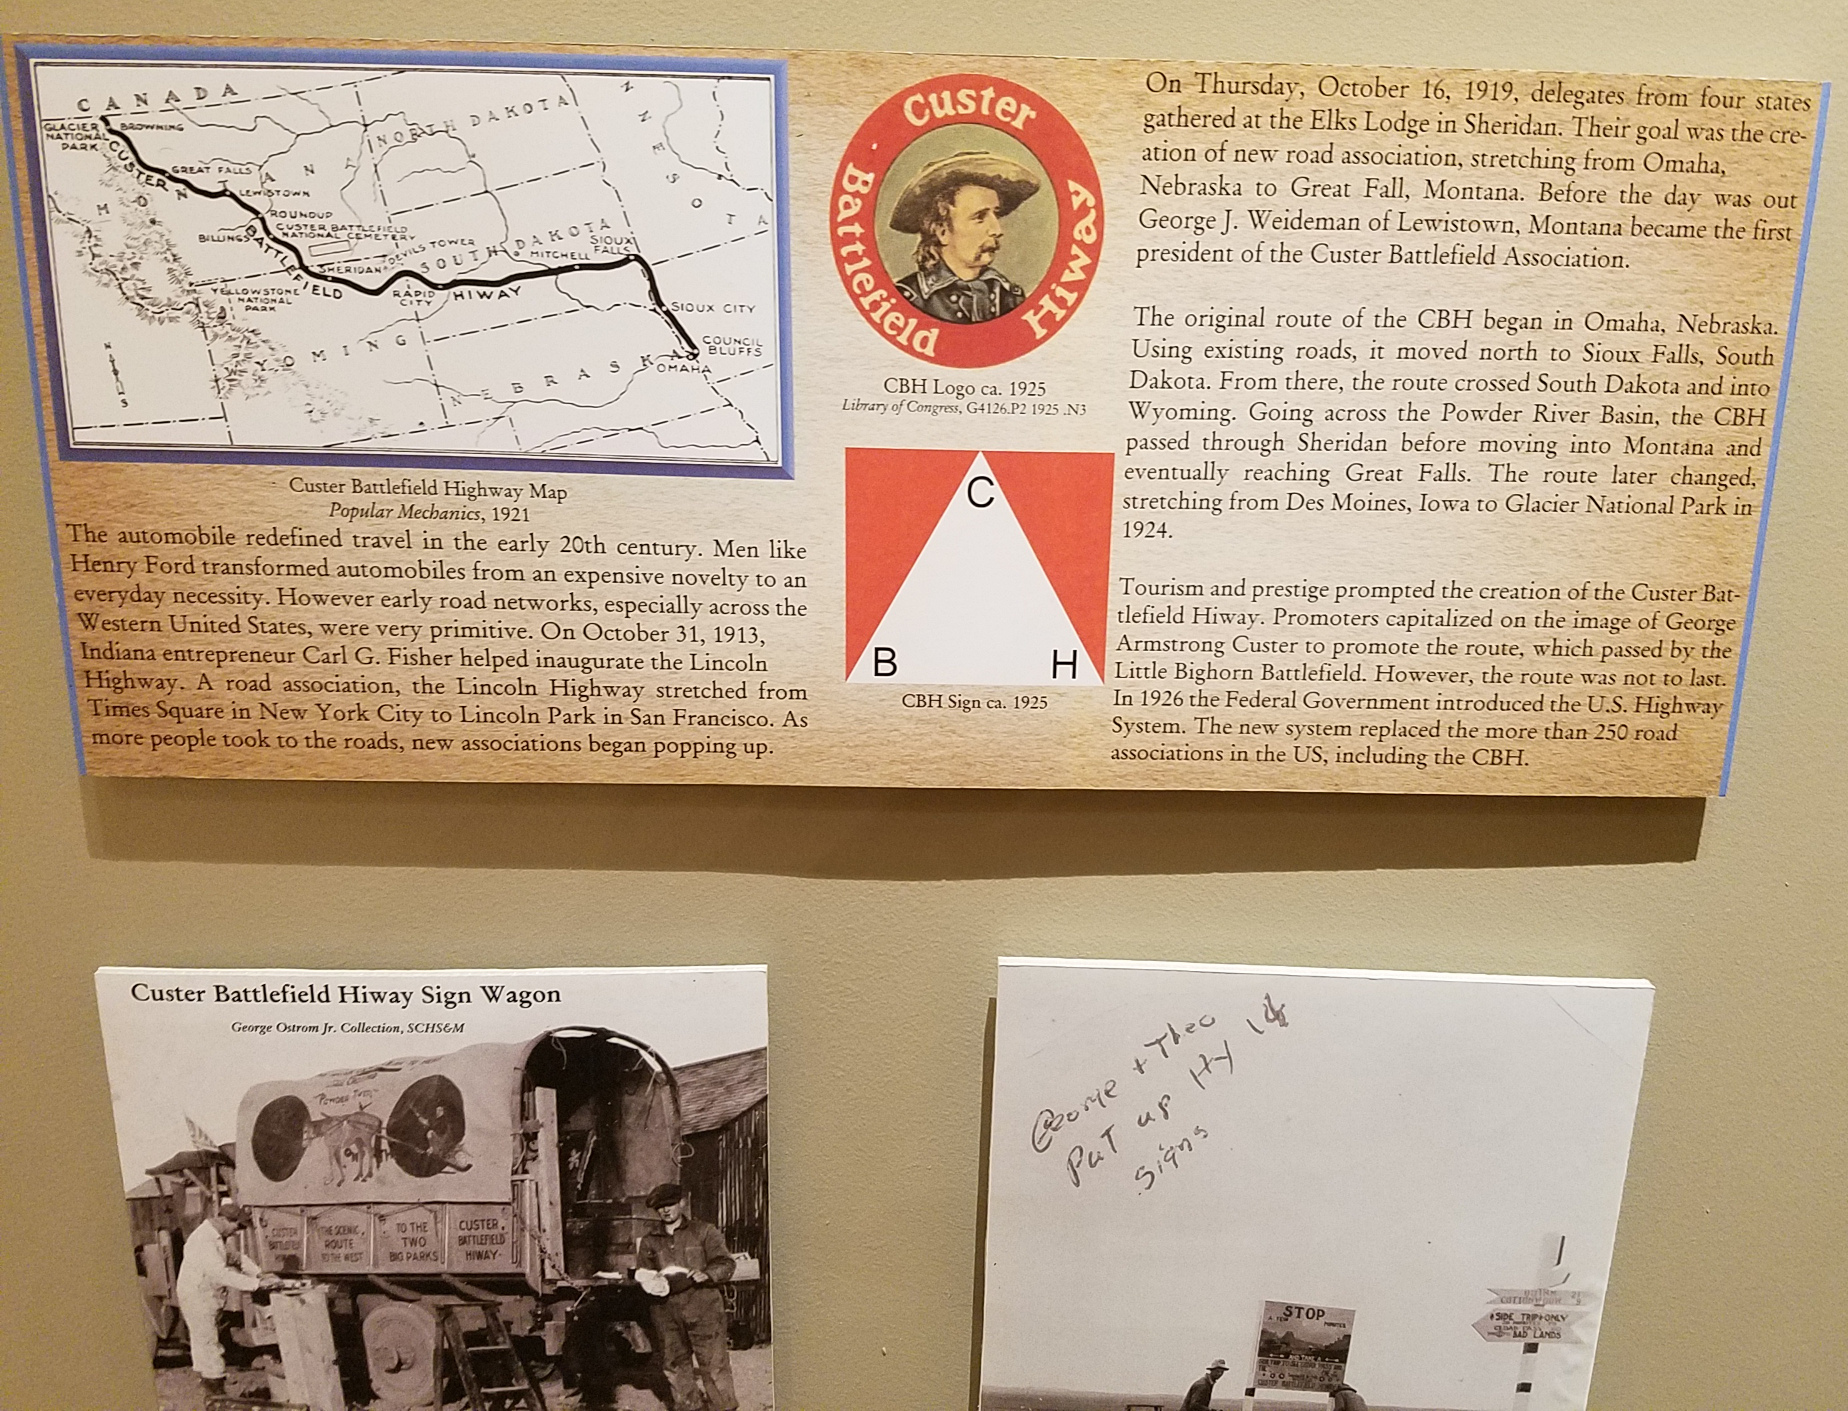 CANADA
GLACIER
NATIONAL
PARK
BROWNING
NORTH DAKOTA
MINNESOTA
MONTANA
GREAT FALLS
LEWISTOWN
ROUNDUP
CUSTER BATTLEFIELD
NATIONAL CEMETERY
BILLINGS
DEVILS TOWER
SOUTH DAKOTA
SIOUX
FALLS
MITCHELL
SHERIDAN
CUSTER BATTLEFIELD HIWAY
YELLOWSTONE
NATIONAL
PARK
RAPID
CITY
SIOUX CITY
WYOMING
COUNCIL
BLUFFS
NEBRASKA
OMAHA
Custer Battlefield Highway Map
Popular Mechanics, 1921
The automobile redefined travel in the early 20th century. Men like
Henry Ford transformed automobiles from an expensive novelty to an
everyday necessity. However early road networks, especially across the
Western United States, were very primitive. On October 31, 1913,
Indiana entrepreneur Carl G. Fisher helped inaugurate the Lincoln
Highway. A road association, the Lincoln Highway stretched from
Times Square in New York City to Lincoln Park in San Francisco. As
more people took to the roads, new associations began popping up.
Custer
Battlefield
Hiway
CBH Logo ca. 1925
Library of Congress, G4126.P2 1925 .N3
C
B H
CBH Sign ca. 1925
On Thursday, October 16, 1919, delegates from four states
gathered at the Elks Lodge in Sheridan. Their goal was the cre-
ation of new road association, stretching from Omaha,
Nebraska to Great Fall, Montana. Before the day was out
George J. Weideman of Lewistown, Montana became the first
president of the Custer Battlefield Association.
The original route of the CBH began in Omaha, Nebraska.
Using existing roads, it moved north to Sioux Falls, South
Dakota. From there, the route crossed South Dakota and into
Wyoming. Going across the Powder River Basin, the CBH
passed through Sheridan before moving into Montana and
eventually reaching Great Falls. The route later changed,
stretching from Des Moines, Iowa to Glacier National Park in
1924.
Tourism and prestige prompted the creation of the Custer Bat-
tlefield Hiway. Promoters capitalized on the image of George
Armstrong Custer to promote the route, which passed by the
Little Bighorn Battlefield. However, the route was not to last.
In 1926 the Federal Government introduced the U.S. Highway
System. The new system replaced the more than 250 road
associations in the US, including the CBH.
Custer Battlefield Hiway Sign Wagon
George Ostrom Jr. Collection, SCHS&M
"POWDER RIVER"
CUSTER
BATTLEFIELD
HIWAY
THE SCENIC
ROUTE
TO THE WEST
TO THE
TWO
BIG PARKS
CUSTER
BATTLEFIELD
HIWAY
George + Theo
Put up Hy 14
signs
STOP
A FEW MINUTES
AND TAKE A
CUSTER BATTLEFIELD
SIDE TRIP ONLY
BAD LANDS